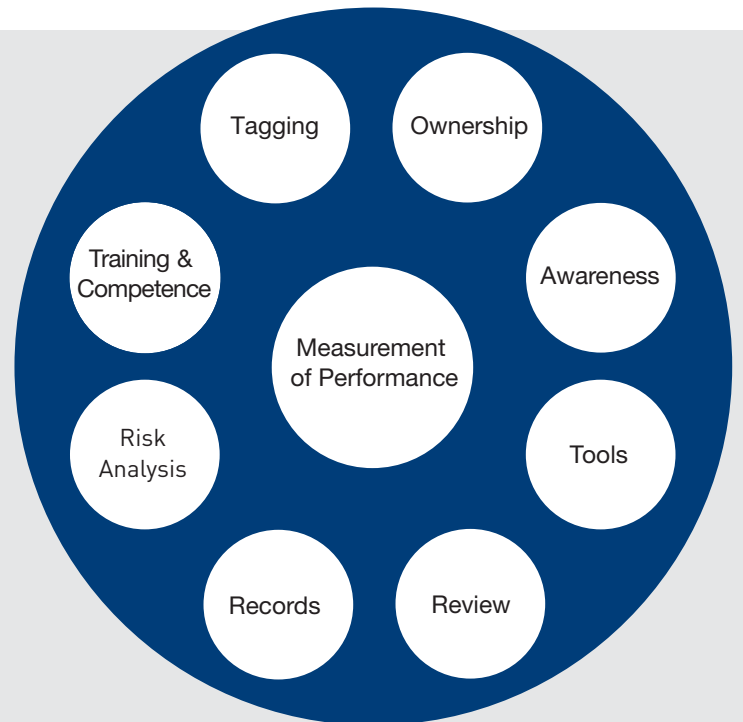 Tagging
Ownership
Training &
Competence
Awareness
Measurement
of Performance
Risk
Analysis
Tools
Records
Review